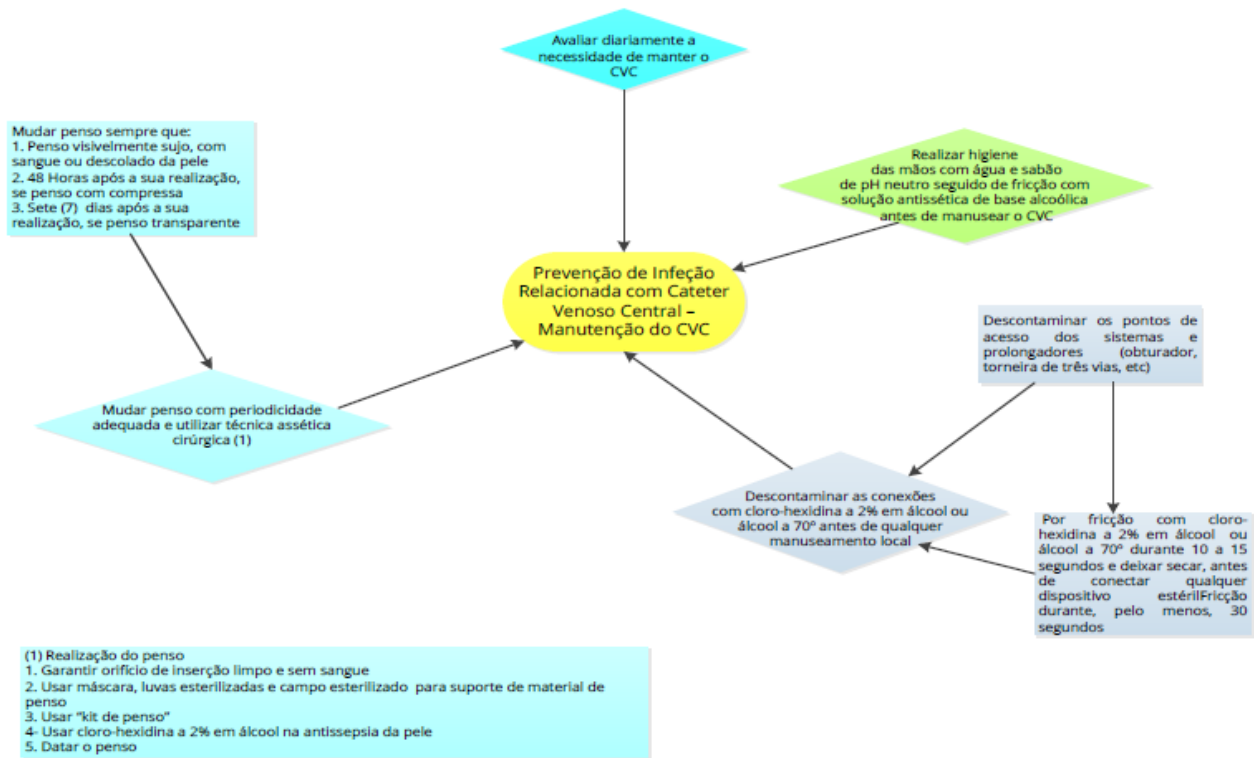 Avaliar diariamente a
necessidade de manter o
CVC
Mudar penso sempre que:
1. Penso visivelmente sujo, com
sangue ou descolado da pele
2. 48 Horas após a sua realização,
se penso com compressa
3. Sete (7) dias após a sua
realização, se penso transparente
Realizar higiene
das mãos com água e sabão
de pH neutro seguido de fricção com
solução antissética de base alcoólica
antes de manusear o CVC
Prevenção de Infeção
Relacionada com Cateter
Venoso Central –
Manutenção do CVC
Descontaminar os pontos de
acesso dos sistemas e
prolongadores (obturador,
torneira de três vias, etc)
Mudar penso com periodicidade
adequada e utilizar técnica assética
cirúrgica (1)
Descontaminar as conexões
com cloro-hexidina a 2% em álcool ou
álcool a 70º antes de qualquer
manuseamento local
Por fricção com cloro-
hexidina a 2% em álcool ou
álcool a 70º durante 10 a 15
segundos e deixar secar, antes
de conectar qualquer
dispositivo estérilFricção
durante, pelo menos, 30
segundos
(1) Realização do penso
1. Garantir orifício de inserção limpo e sem sangue
2. Usar máscara, luvas esterilizadas e campo esterilizado para suporte de material de
penso
3. Usar “kit de penso”
4- Usar cloro-hexidina a 2% em álcool na antissepsia da pele
5. Datar o penso